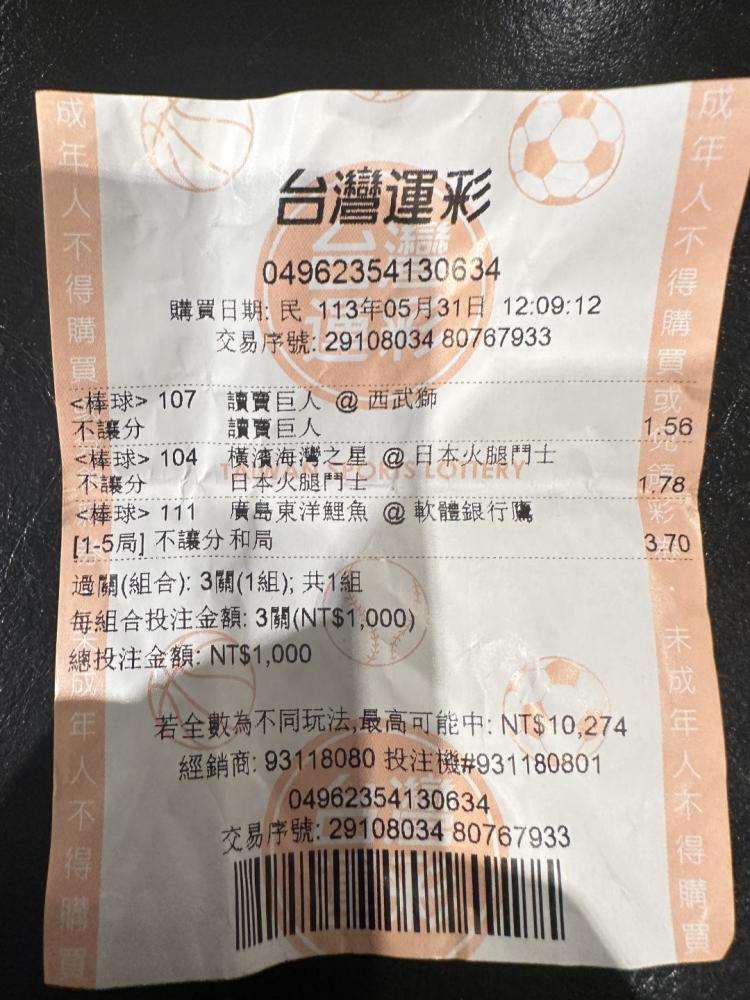 台灣運彩
04962354130634
購買日期: 民 113年05月31日 12:09:12
交易序號: 29108034 80767933
<棒球> 107 讀賣巨人 @ 西武獅
不讓分 讀賣巨人 1.56
<棒球> 104 橫濱海灣之星 @ 日本火腿鬥士
TAIWAN SPORTS LOTTERY
不讓分 日本火腿鬥士 1.78
<棒球> 111 廣島東洋鯉魚 @ 軟體銀行鷹
[1-5局] 不讓分 和局 3.70
過關(組合): 3關(1組); 共1組
每組合投注金額: 3關(NT$1,000)
總投注金額: NT$1,000
若全數為不同玩法,最高可能中: NT$10,274
經銷商: 93118080 投注機#931180801
04962354130634
交易序號: 29108034 80767933
台灣
運彩
台灣
成年人不得購買
未成年人不得購買
成年人不得購買或
領彩
未成年人不得購買